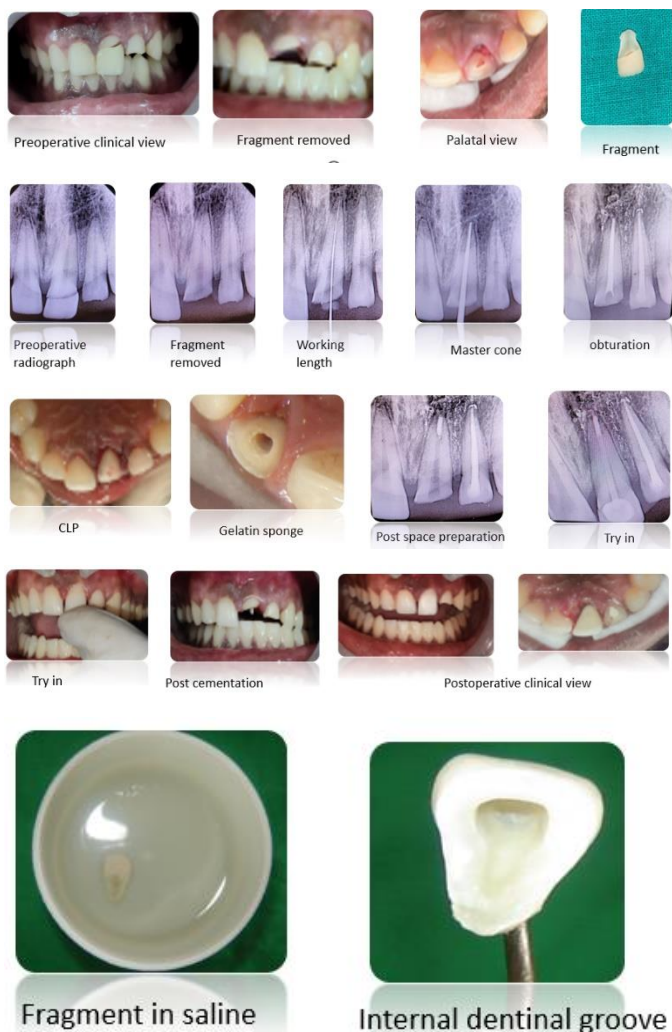 Preoperative clinical view
Fragment removed
Palatal view
Fragment
Preoperative
radiograph
Fragment
removed
Working
length
Master cone
obturation
CLP
Gelatin sponge
Post space preparation
Try in
Try in
Post cementation
Postoperative clinical view
Fragment in saline
Internal dentinal groove